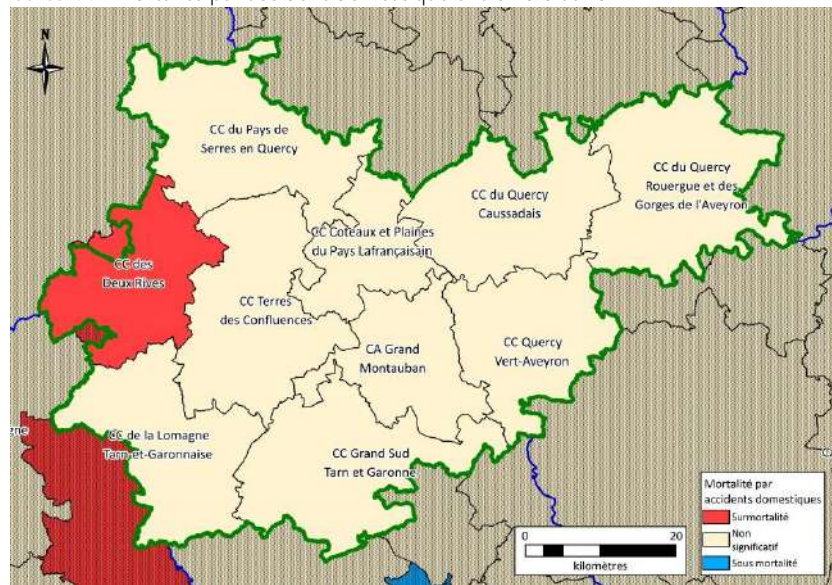 N
CC du Pays de
Serres en Quercy
CC du Quercy
Rouergue et des
Gorges de l'Aveyron
CC du Quercy
Caussadais
CC Coteaux et Plaines
du Pays Lafrançaisain
CC des
Deux Rives
CC Terres
des Confluences
CA Grand
Montauban
CC Quercy
Vert-Aveyron
CC de la Lomagne
Tarn-et-Garonnaise
CC Grand Sud
Tarn et Garonne
Mortalité par
accidents domestiques
Surmortalité
Non
significatif
Sous mortalité
0 20
kilomètres